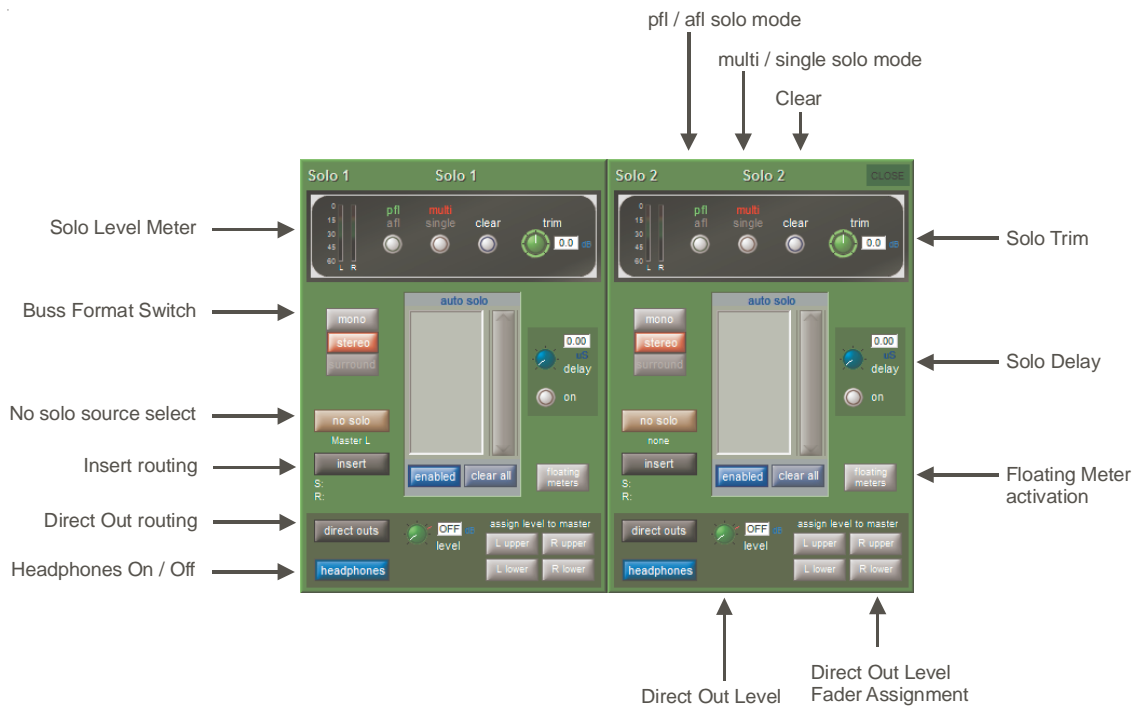 pfl / afl solo mode
multi / single solo mode
Clear
Solo 1
Solo 1
Solo 2
Solo 2
CLOSE
Solo Level Meter
0
15
30
45
60
L R
pfl
afl
multi
single
clear
trim
0.0 dB
0
15
30
45
60
L R
pfl
afl
multi
single
clear
trim
0.0 dB
Solo Trim
Buss Format Switch
mono
stereo
surround
auto solo
0.00
uS
delay
on
mono
stereo
surround
auto solo
0.00
uS
delay
on
Solo Delay
No solo source select
no solo
Master L
no solo
none
Insert routing
insert
S:
R:
enabled
clear all
floating
meters
insert
S:
R:
enabled
clear all
floating
meters
Floating Meter
activation
Direct Out routing
direct outs
OFF dB
level
assign level to master
L upper
R upper
L lower
R lower
direct outs
OFF dB
level
assign level to master
L upper
R upper
L lower
R lower
Headphones On / Off
headphones
headphones
Direct Out Level
Direct Out Level
Fader Assignment